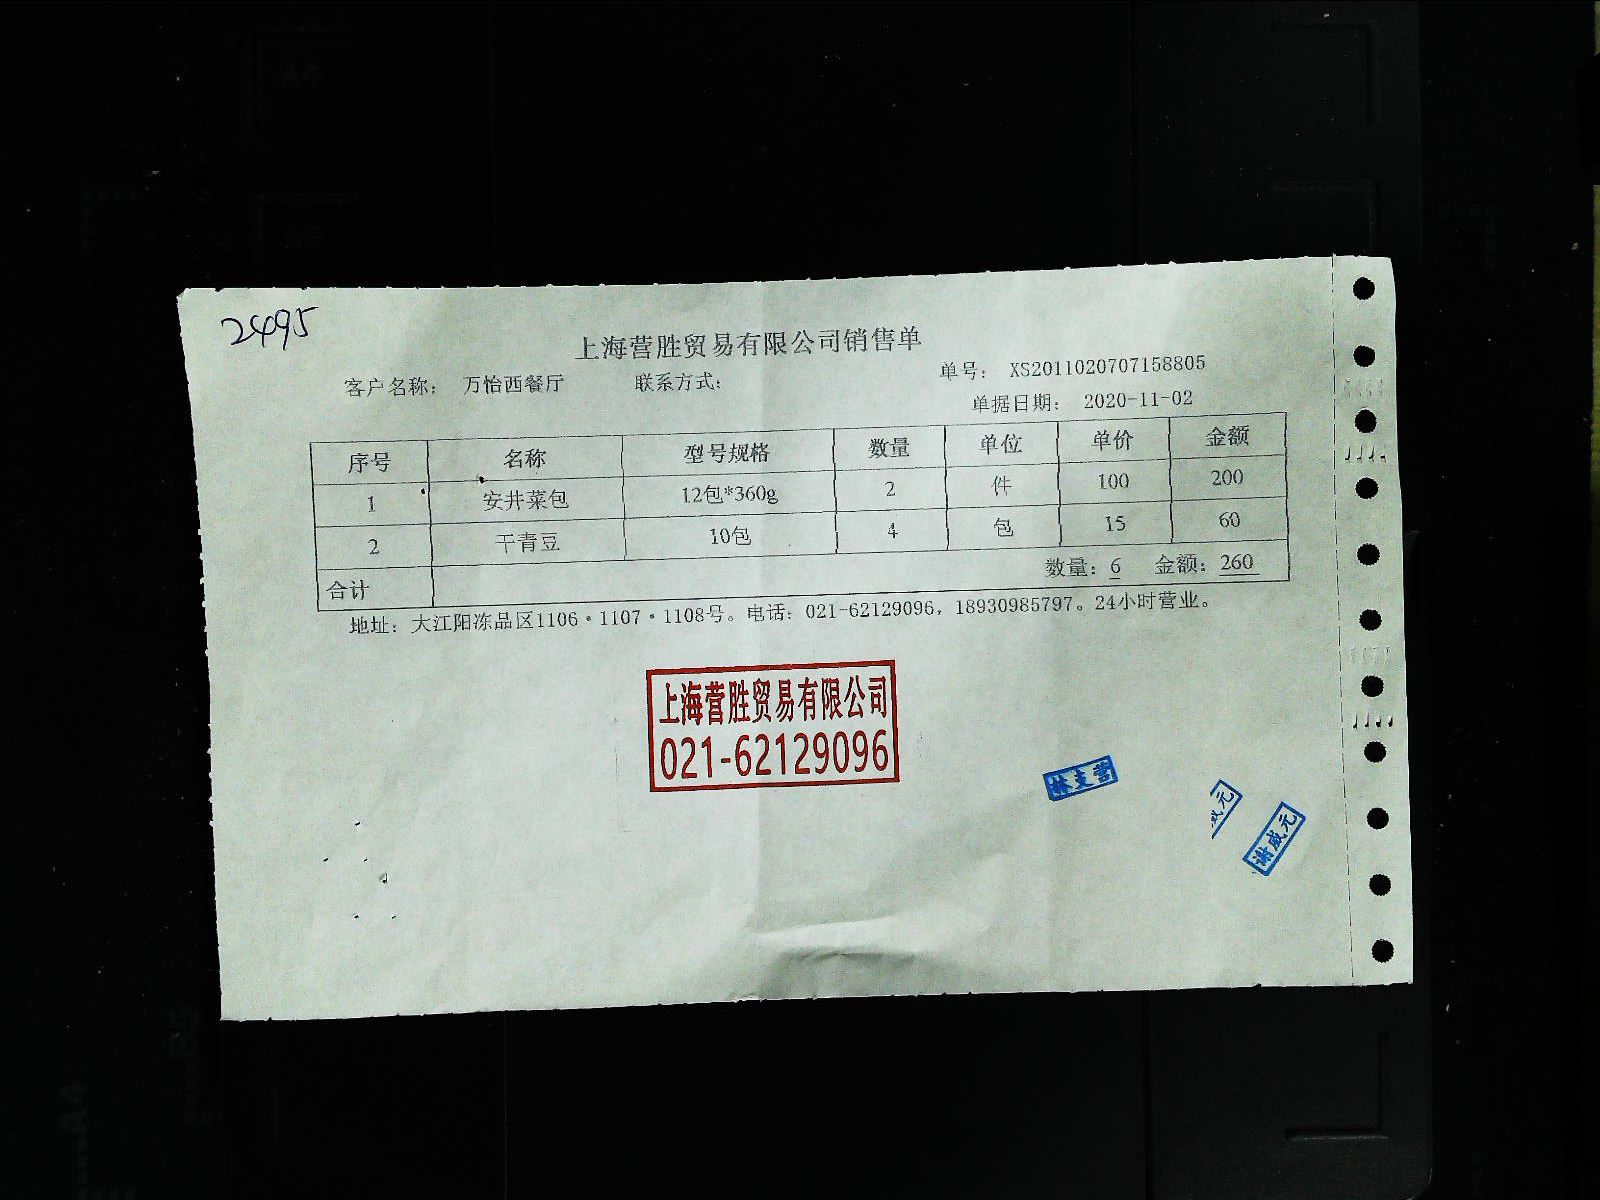 2495
上海营胜贸易有限公司销售单
客户名称: 万怡西餐厅 联系方式: 单号: XS2011020707158805
单据日期: 2020-11-02
序号 名称 型号规格 数量 单位 单价 金额
1 安井菜包 12包*360g 2 件 100 200
2 干青豆 10包 4 包 15 60
合计 数量: 6 金额: 260
地址: 大江阳冻品区1106·1107·1108号。电话: 021-62129096, 18930985797。24小时营业。
上海营胜贸易有限公司
021-62129096
林支营
成元
谢成元